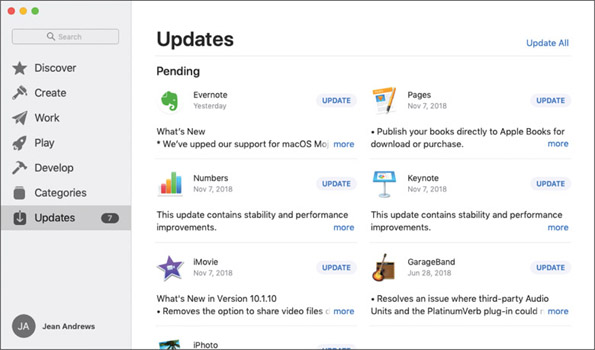 Search
Discover
Create
Work
Play
Develop
Categories
Updates 7
JA Jean Andrews
Updates
Update All
Pending
Evernote
Yesterday
UPDATE
What's New
* We've upped our support for macOS Moj more
Pages
Nov 7, 2018
UPDATE
• Publish your books directly to Apple Books for
download or purchase. more
Numbers
Nov 7, 2018
UPDATE
This update contains stability and performance
improvements. more
Keynote
Nov 7, 2018
UPDATE
This update contains stability and performance
improvements. more
iMovie
Nov 7, 2018
UPDATE
What's New in Version 10.1.10
• Removes the option to share video files more
GarageBand
Jun 28, 2018
UPDATE
• Resolves an issue where third-party Audio
Units and the PlatinumVerb plug-in could more
iPhoto